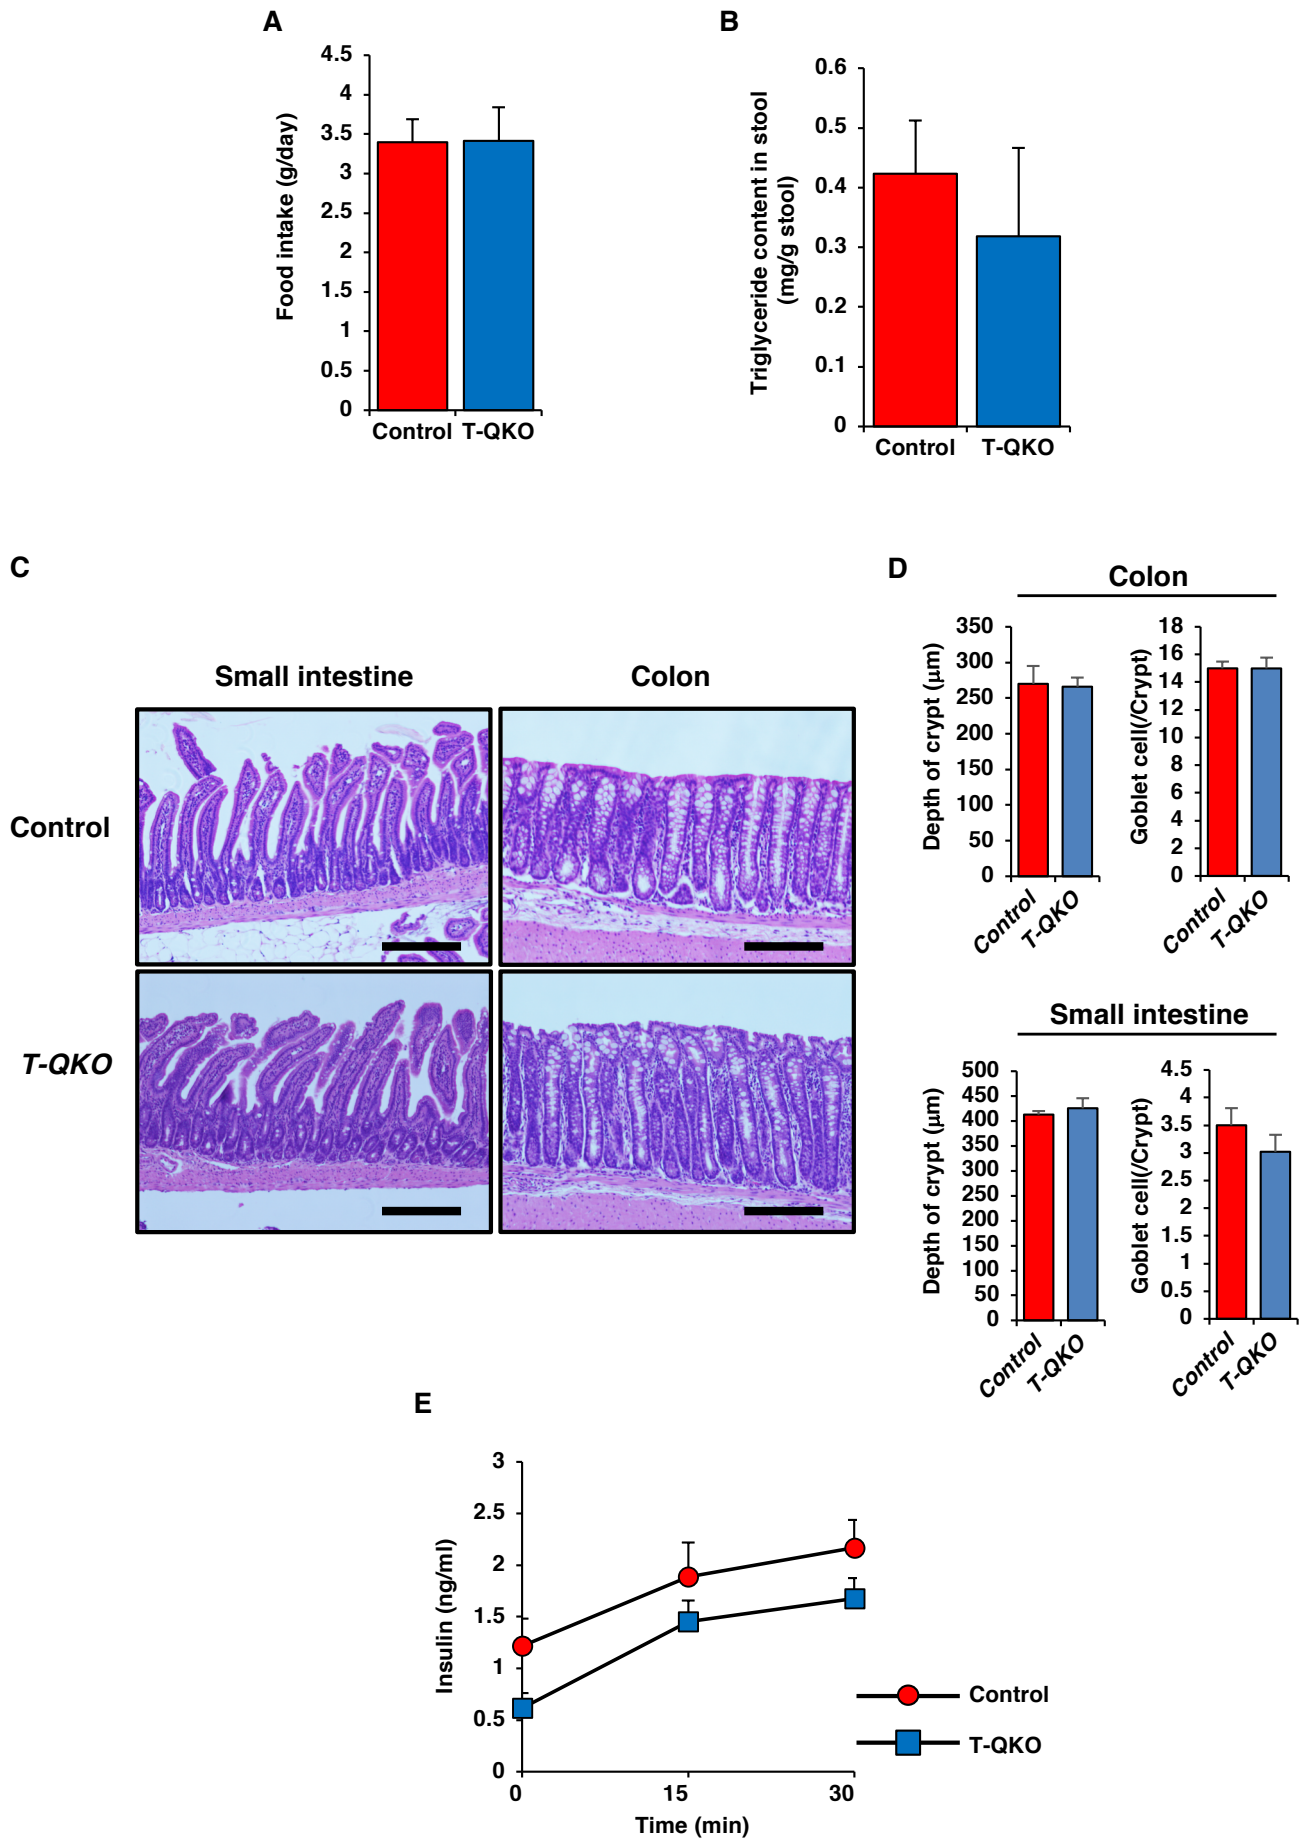 A
Food intake (g/day)
4.5
4
3.5
3
2.5
2
1.5
1
0.5
0
Control T-QKO
B
Triglyceride content in stool
(mg/g stool)
0.6
0.5
0.4
0.3
0.2
0.1
0
Control T-QKO
C
Small intestine Colon
Control
T-QKO
D
Colon
Depth of crypt (μm)
350
300
250
200
150
100
50
0
Control T-QKO
Goblet cell(/Crypt)
18
16
14
12
10
8
6
4
2
0
Control T-QKO
Small intestine
Depth of crypt (μm)
500
450
400
350
300
250
200
150
100
50
0
Control T-QKO
Goblet cell(/Crypt)
4.5
4
3.5
3
2.5
2
1.5
1
0.5
0
Control T-QKO
E
Insulin (ng/ml)
3
2.5
2
1.5
1
0.5
0
0 15 30
Time (min)
Control
T-QKO